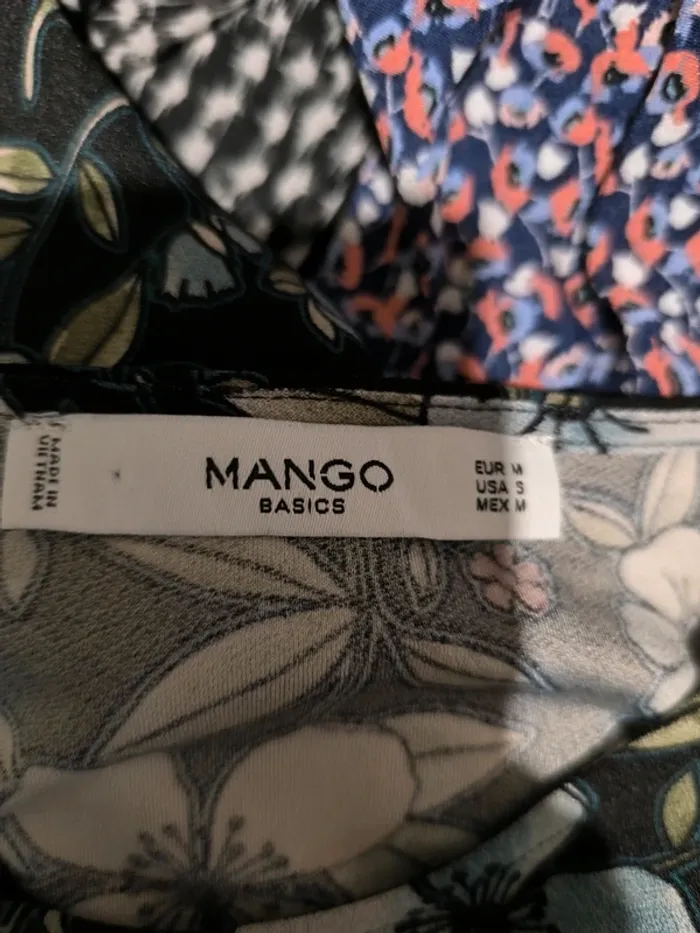 MADE IN
VIETNAM
MANGO
BASICS
EUR M
USA S
MEX M